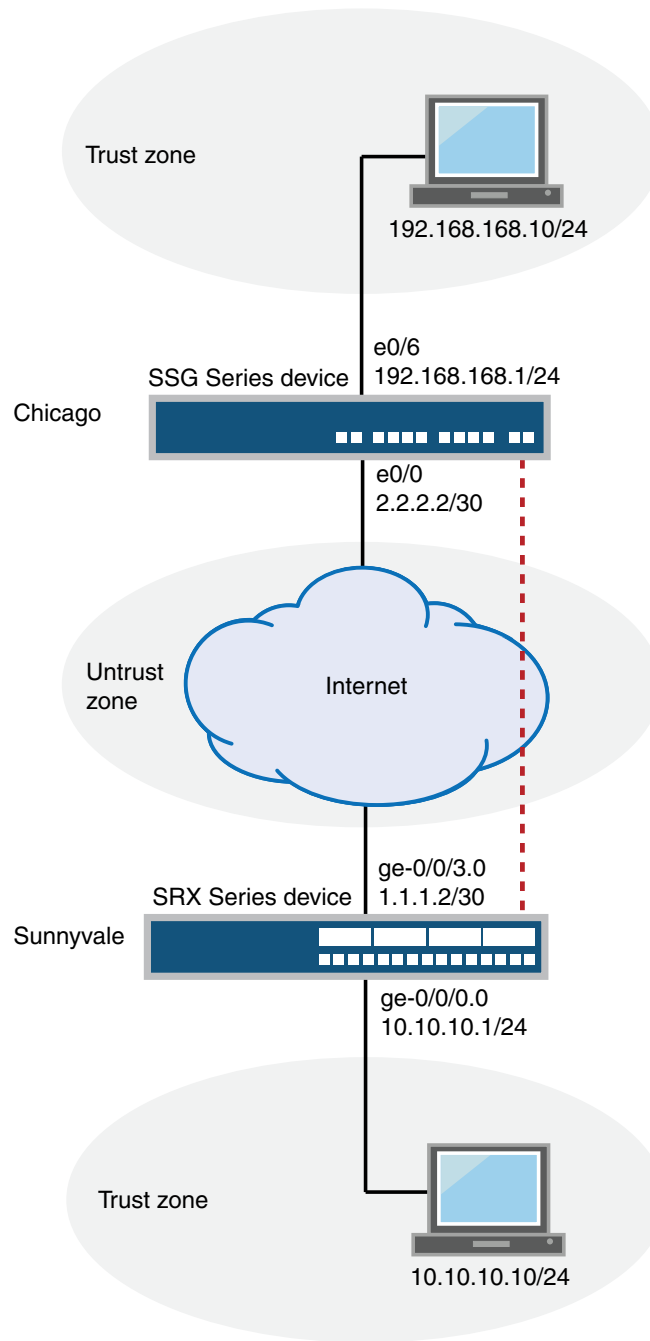 Trust zone
192.168.168.10/24
e0/6
SSG Series device
192.168.168.1/24
Chicago
e0/0
2.2.2.2/30
Untrust
zone
Internet
ge-0/0/3.0
SRX Series device
1.1.1.2/30
Sunnyvale
ge-0/0/0.0
10.10.10.1/24
Trust zone
10.10.10.10/24